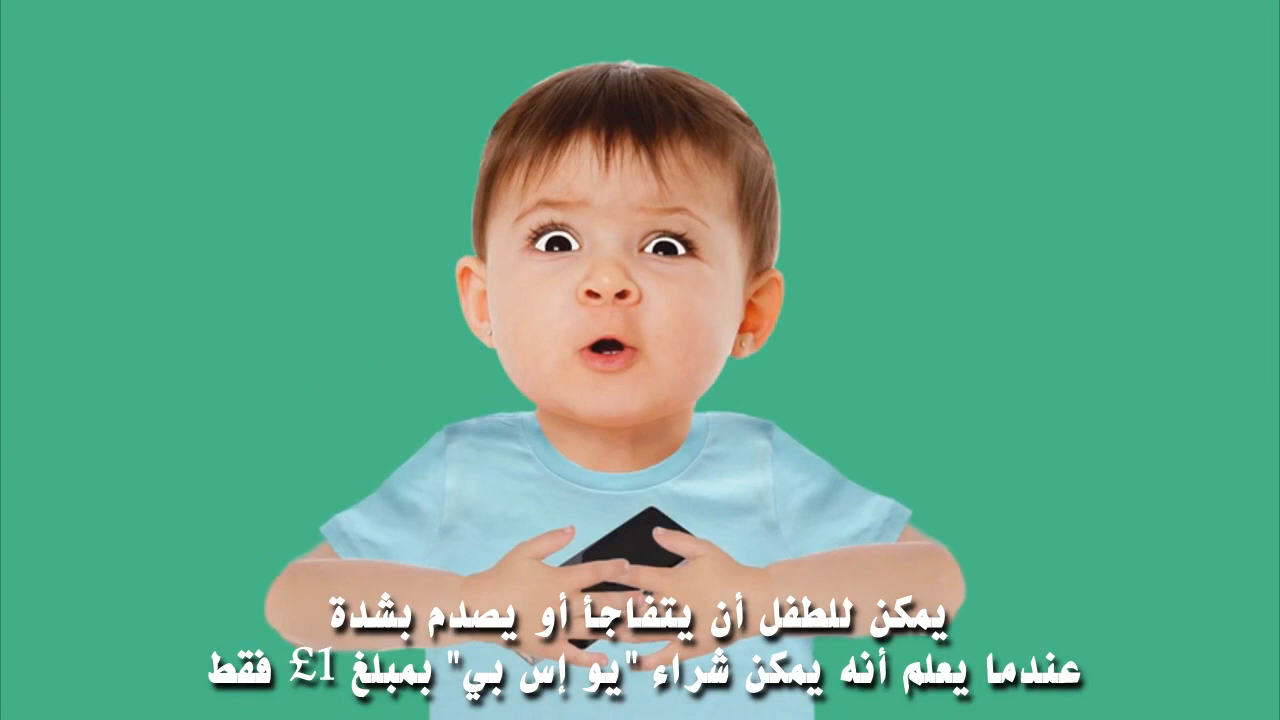 يمكن للطفل أن يتفاجأ أو يصدم بشدة
عندما يعلم أنه يمكن شراء "يو إس بي" بمبلغ 1£ فقط